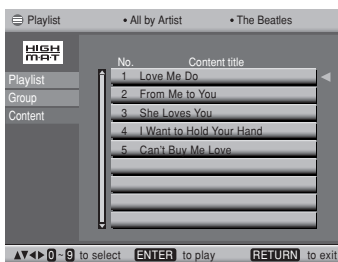 Playlist • All by Artist • The Beatles
HIGH
M.A.T
No. Content title
Playlist
Group
Content
1 Love Me Do
2 From Me to You
3 She Loves You
4 I Want to Hold Your Hand
5 Can't Buy Me Love
▲▼◀▶ 0 ~ 9 to select ENTER to play RETURN to exit